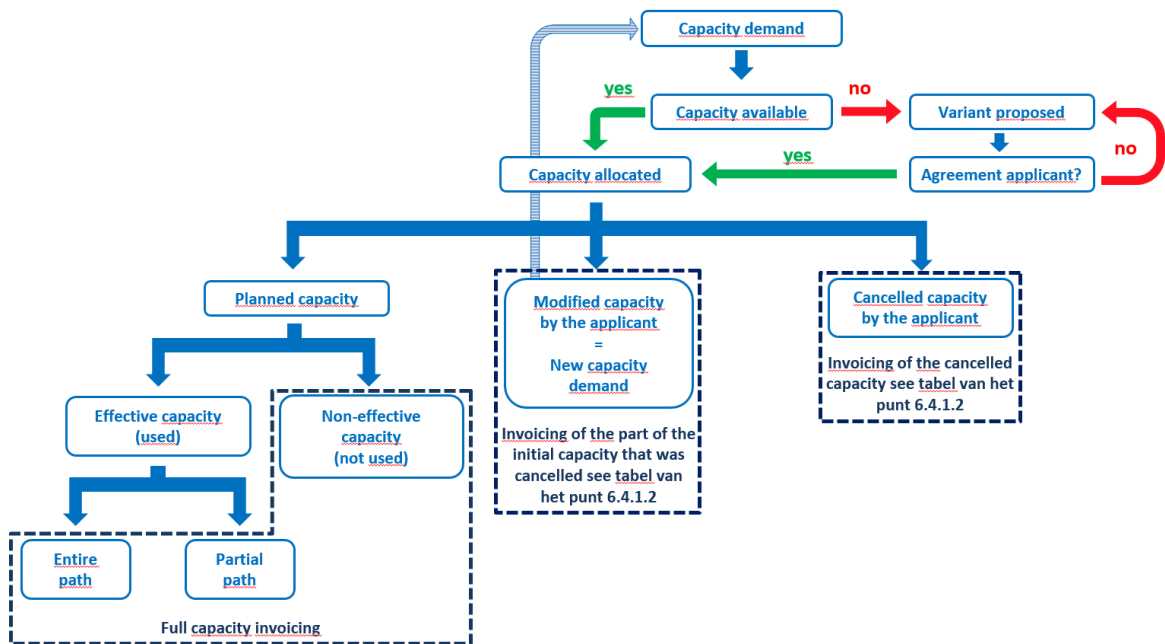 Capacity demand
yes
no
Capacity available
Variant proposed
no
yes
Capacity allocated
Agreement applicant?
Planned capacity
Modified capacity
by the applicant
=
New capacity
demand
Invoicing of the part of the
initial capacity that was
cancelled see tabel van
het punt 6.4.1.2
Cancelled capacity
by the applicant
Invoicing of the cancelled
capacity see tabel van het
punt 6.4.1.2
Effective capacity
(used)
Non-effective
capacity
(not used)
Entire
path
Partial
path
Full capacity invoicing